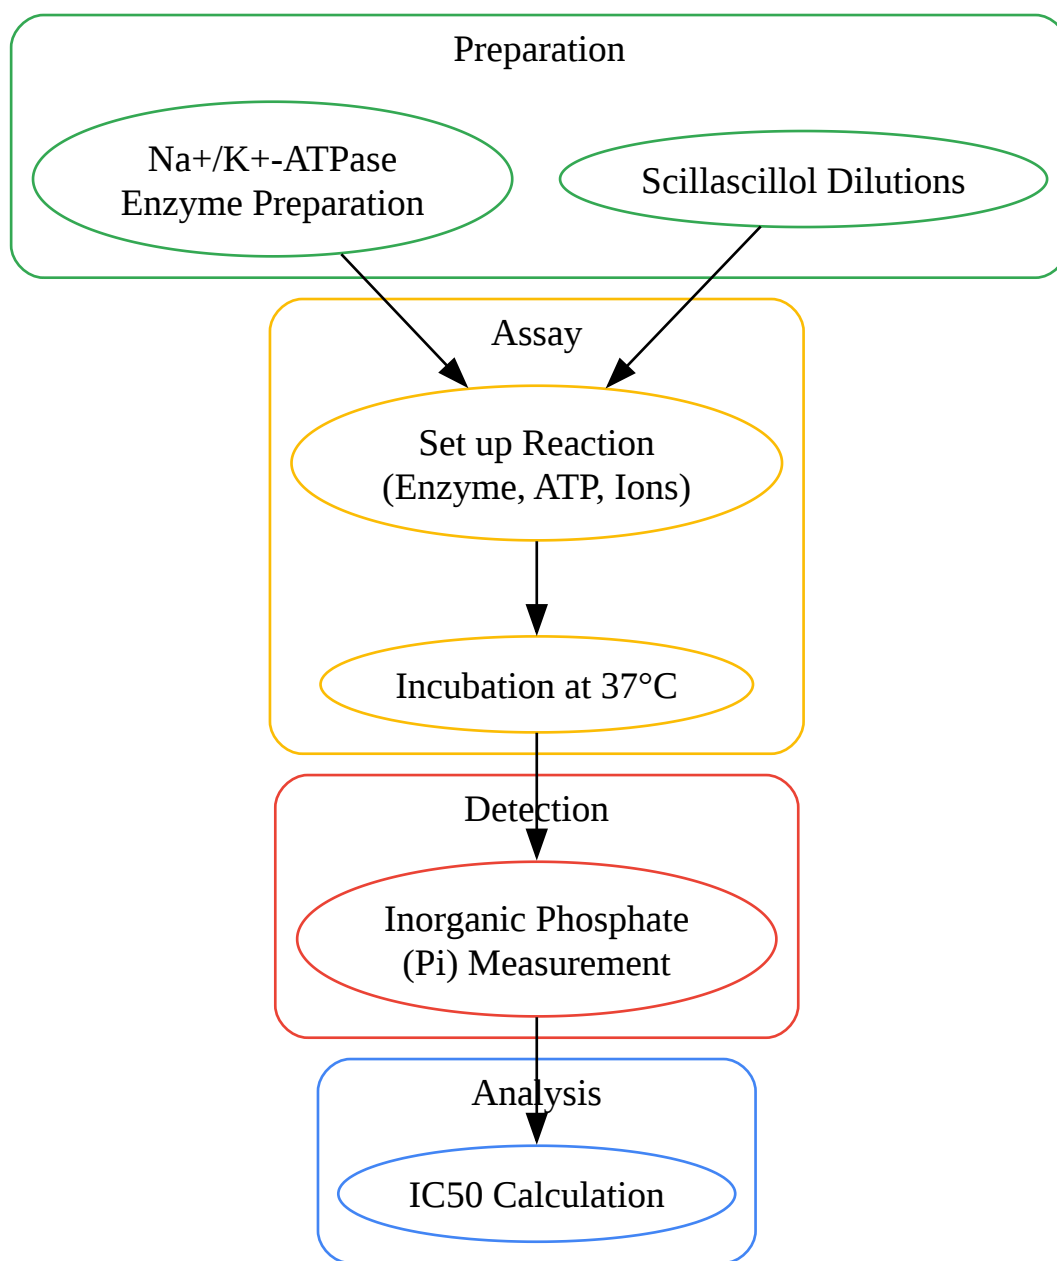 Preparation
Na+/K+-ATPase
Enzyme Preparation
Scillascillol Dilutions
Assay
Set up Reaction
(Enzyme, ATP, Ions)
Incubation at 37°C
Detection
Inorganic Phosphate
(Pi) Measurement
Analysis
IC50 Calculation